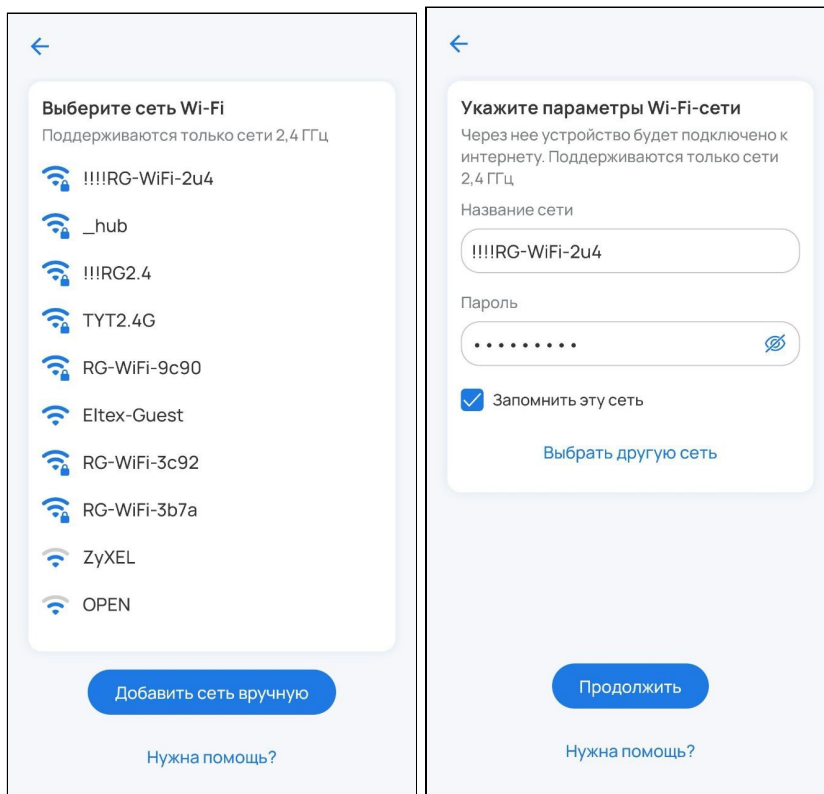 Выберите сеть Wi-Fi
Поддерживаются только сети 2,4 ГГц
!!!!RG-WiFi-2u4
_hub
!!!RG2.4
TYT2.4G
RG-WiFi-9c90
Eltex-Guest
RG-WiFi-3c92
RG-WiFi-3b7a
ZyXEL
OPEN
Добавить сеть вручную
Нужна помощь?
Укажите параметры Wi-Fi-сети
Через нее устройство будет подключено к
интернету. Поддерживаются только сети
2,4 ГГц
Название сети
!!!!RG-WiFi-2u4
Пароль
•••••••••
Запомнить эту сеть
Выбрать другую сеть
Продолжить
Нужна помощь?